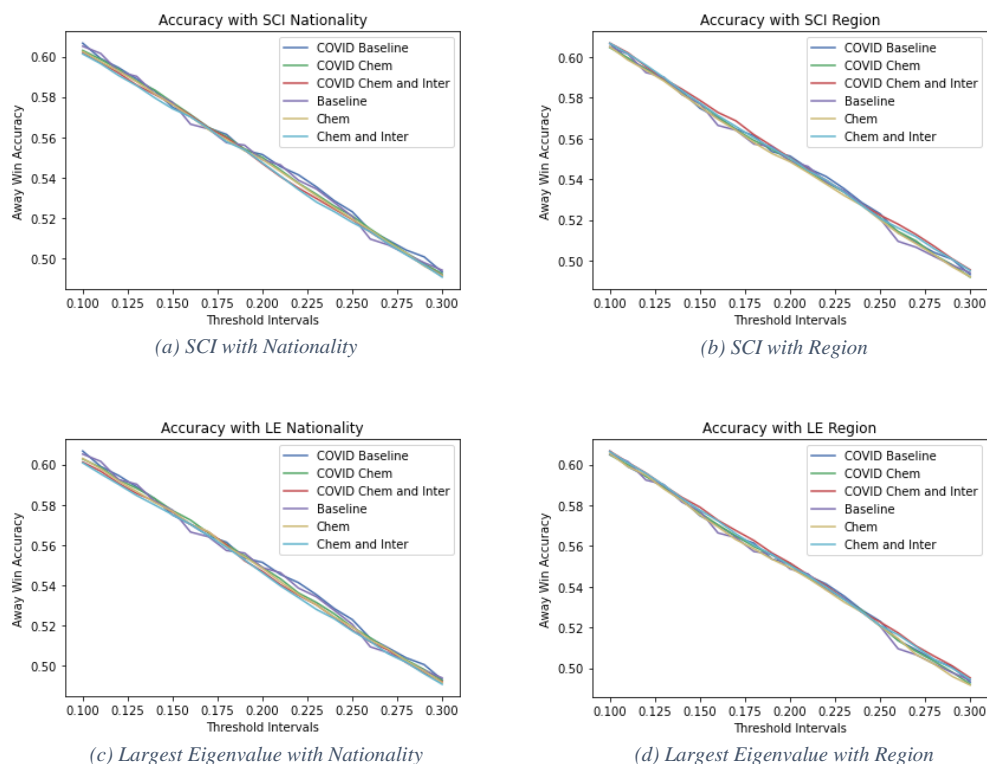 Accuracy with SCI Nationality
COVID Baseline
COVID Chem
COVID Chem and Inter
Baseline
Chem
Chem and Inter
Away Win Accuracy
0.60
0.58
0.56
0.54
0.52
0.50
0.100 0.125 0.150 0.175 0.200 0.225 0.250 0.275 0.300
Threshold Intervals
(a) SCI with Nationality
Accuracy with SCI Region
COVID Baseline
COVID Chem
COVID Chem and Inter
Baseline
Chem
Chem and Inter
Away Win Accuracy
0.60
0.58
0.56
0.54
0.52
0.50
0.100 0.125 0.150 0.175 0.200 0.225 0.250 0.275 0.300
Threshold Intervals
(b) SCI with Region
Accuracy with LE Nationality
COVID Baseline
COVID Chem
COVID Chem and Inter
Baseline
Chem
Chem and Inter
Away Win Accuracy
0.60
0.58
0.56
0.54
0.52
0.50
0.100 0.125 0.150 0.175 0.200 0.225 0.250 0.275 0.300
Threshold Intervals
(c) Largest Eigenvalue with Nationality
Accuracy with LE Region
COVID Baseline
COVID Chem
COVID Chem and Inter
Baseline
Chem
Chem and Inter
Away Win Accuracy
0.60
0.58
0.56
0.54
0.52
0.50
0.100 0.125 0.150 0.175 0.200 0.225 0.250 0.275 0.300
Threshold Intervals
(d) Largest Eigenvalue with Region